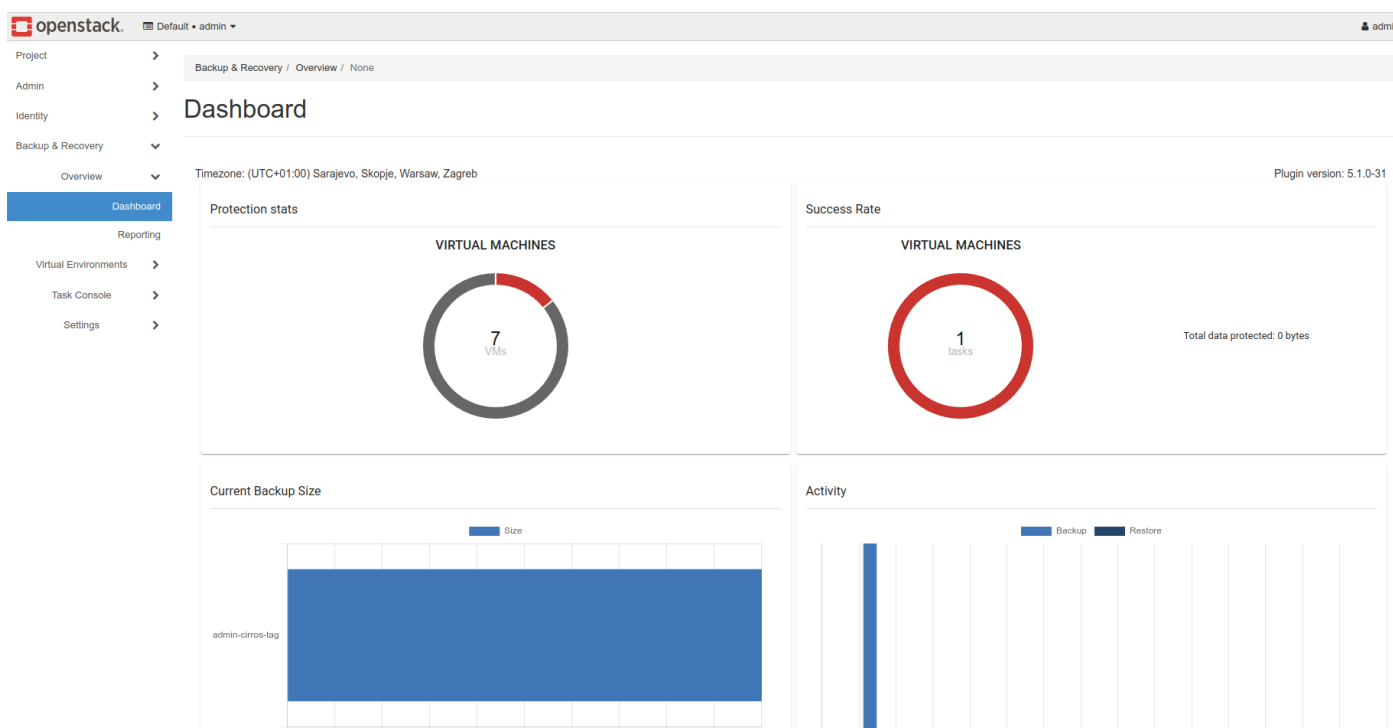 openstack.
Default • admin
admi
Project
Admin
Identity
Backup & Recovery
Overview
Dashboard
Reporting
Virtual Environments
Task Console
Settings
Backup & Recovery / Overview / None
Dashboard
Timezone: (UTC+01:00) Sarajevo, Skopje, Warsaw, Zagreb
Plugin version: 5.1.0-31
Protection stats
VIRTUAL MACHINES
7
VMs
Success Rate
VIRTUAL MACHINES
1
tasks
Total data protected: 0 bytes
Current Backup Size
Size
admin-cirros-tag
Activity
Backup
Restore